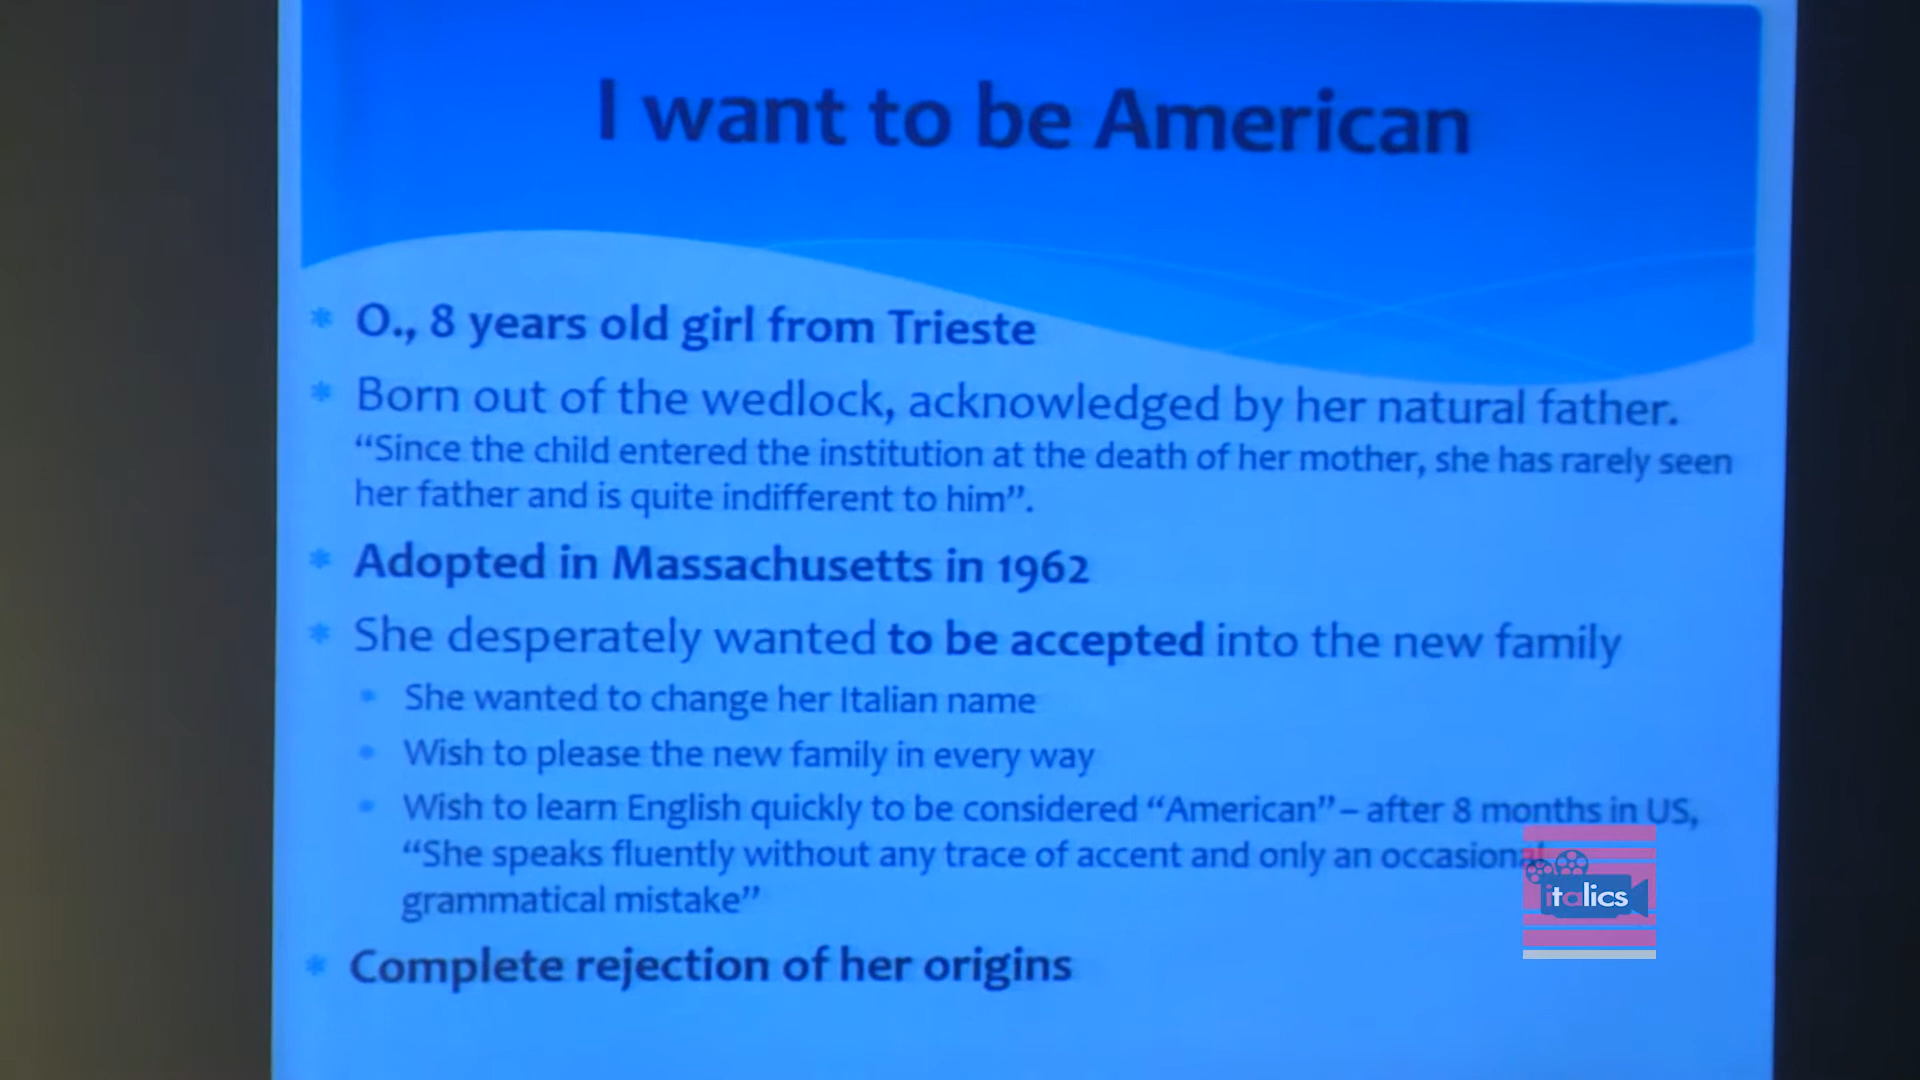 I want to be American
O., 8 years old girl from Trieste
Born out of the wedlock, acknowledged by her natural father.
“Since the child entered the institution at the death of her mother, she has rarely seen
her father and is quite indifferent to him”.
Adopted in Massachusetts in 1962
She desperately wanted to be accepted into the new family
She wanted to change her Italian name
Wish to please the new family in every way
Wish to learn English quickly to be considered “American” – after 8 months in US,
“She speaks fluently without any trace of accent and only an occasional
grammatical mistake”
italics
Complete rejection of her origins